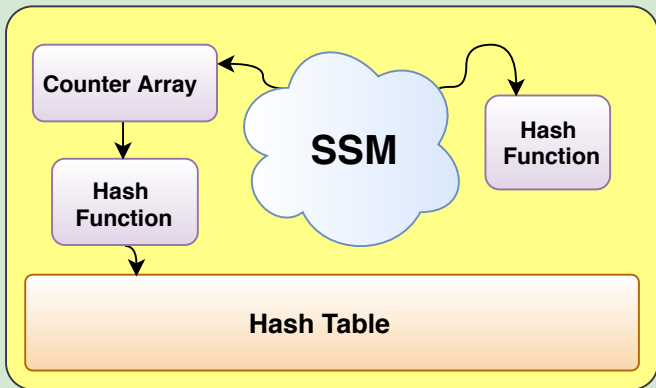 Counter Array
SSM
Hash
Function
Hash
Function
Hash Table